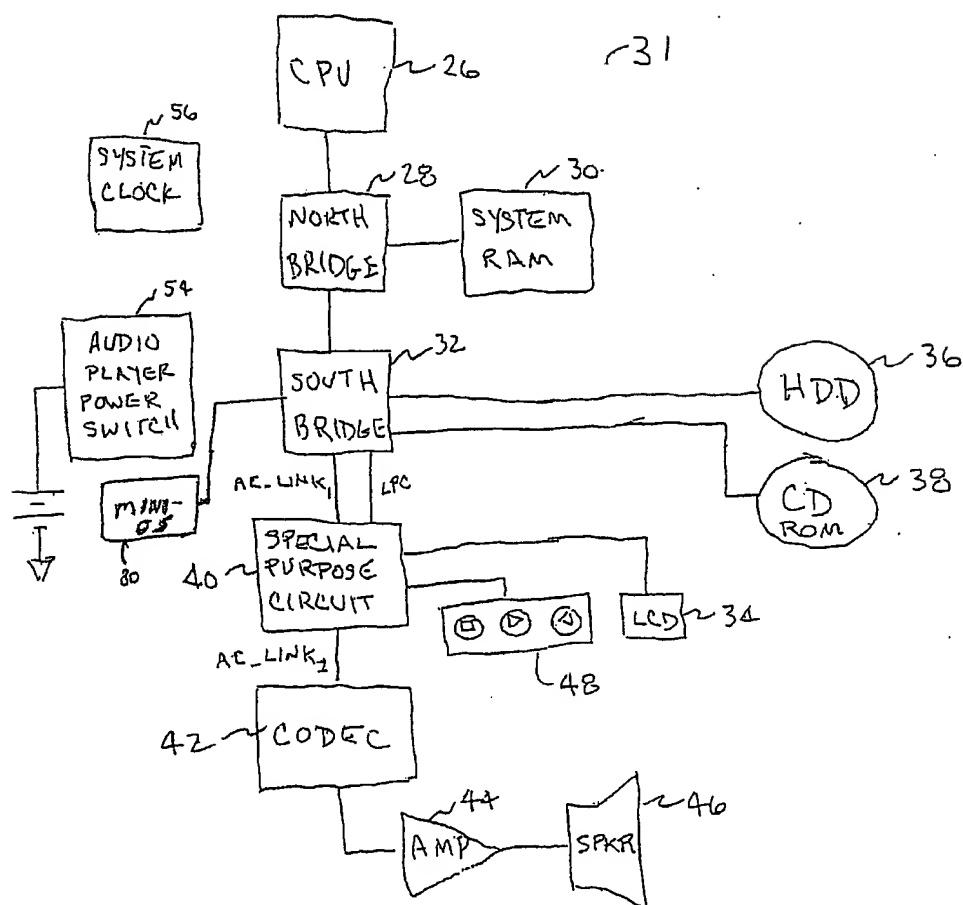 CPU
26
31
56
SYSTEM
CLOCK
28
NORTH
BRIDGE
30
SYSTEM
RAM
54
AUDIO
PLAYER
POWER
SWITCH
32
SOUTH
BRIDGE
HDD
36
MINI-
OS
80
AC_LINK1
LPC
CD
ROM
38
40
SPECIAL
PURPOSE
CIRCUIT
48
LCD
34
AC_LINK2
42
CODEC
44
AMP
SPKR
46